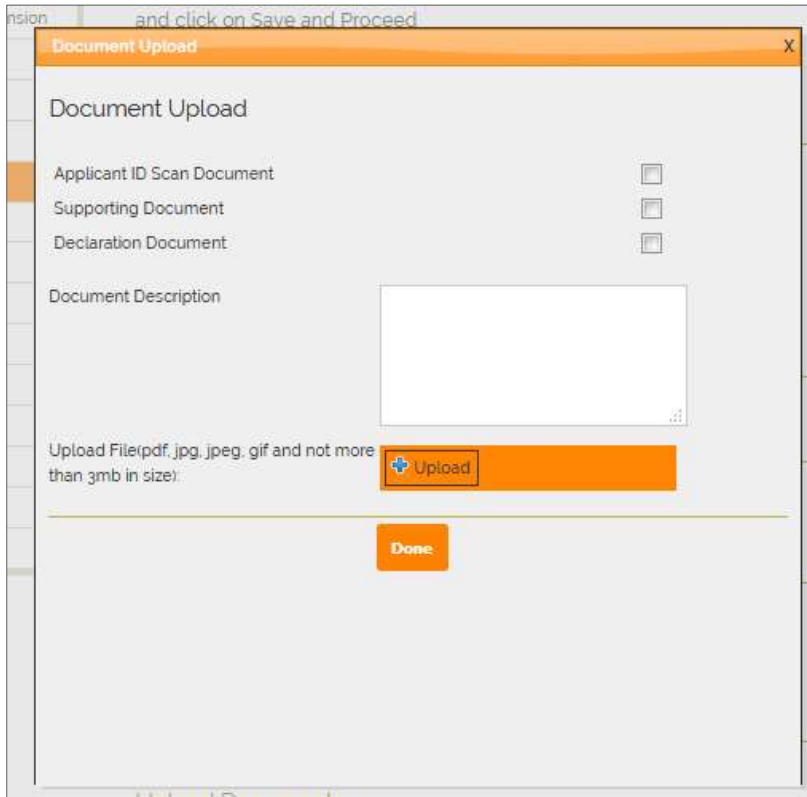 nsion
and click on Save and Proceed
Document Upload
X
Document Upload
Applicant ID Scan Document
Supporting Document
Declaration Document
Document Description
Upload File(pdf, jpg, jpeg, gif and not more
than 3mb in size):
Upload
Done